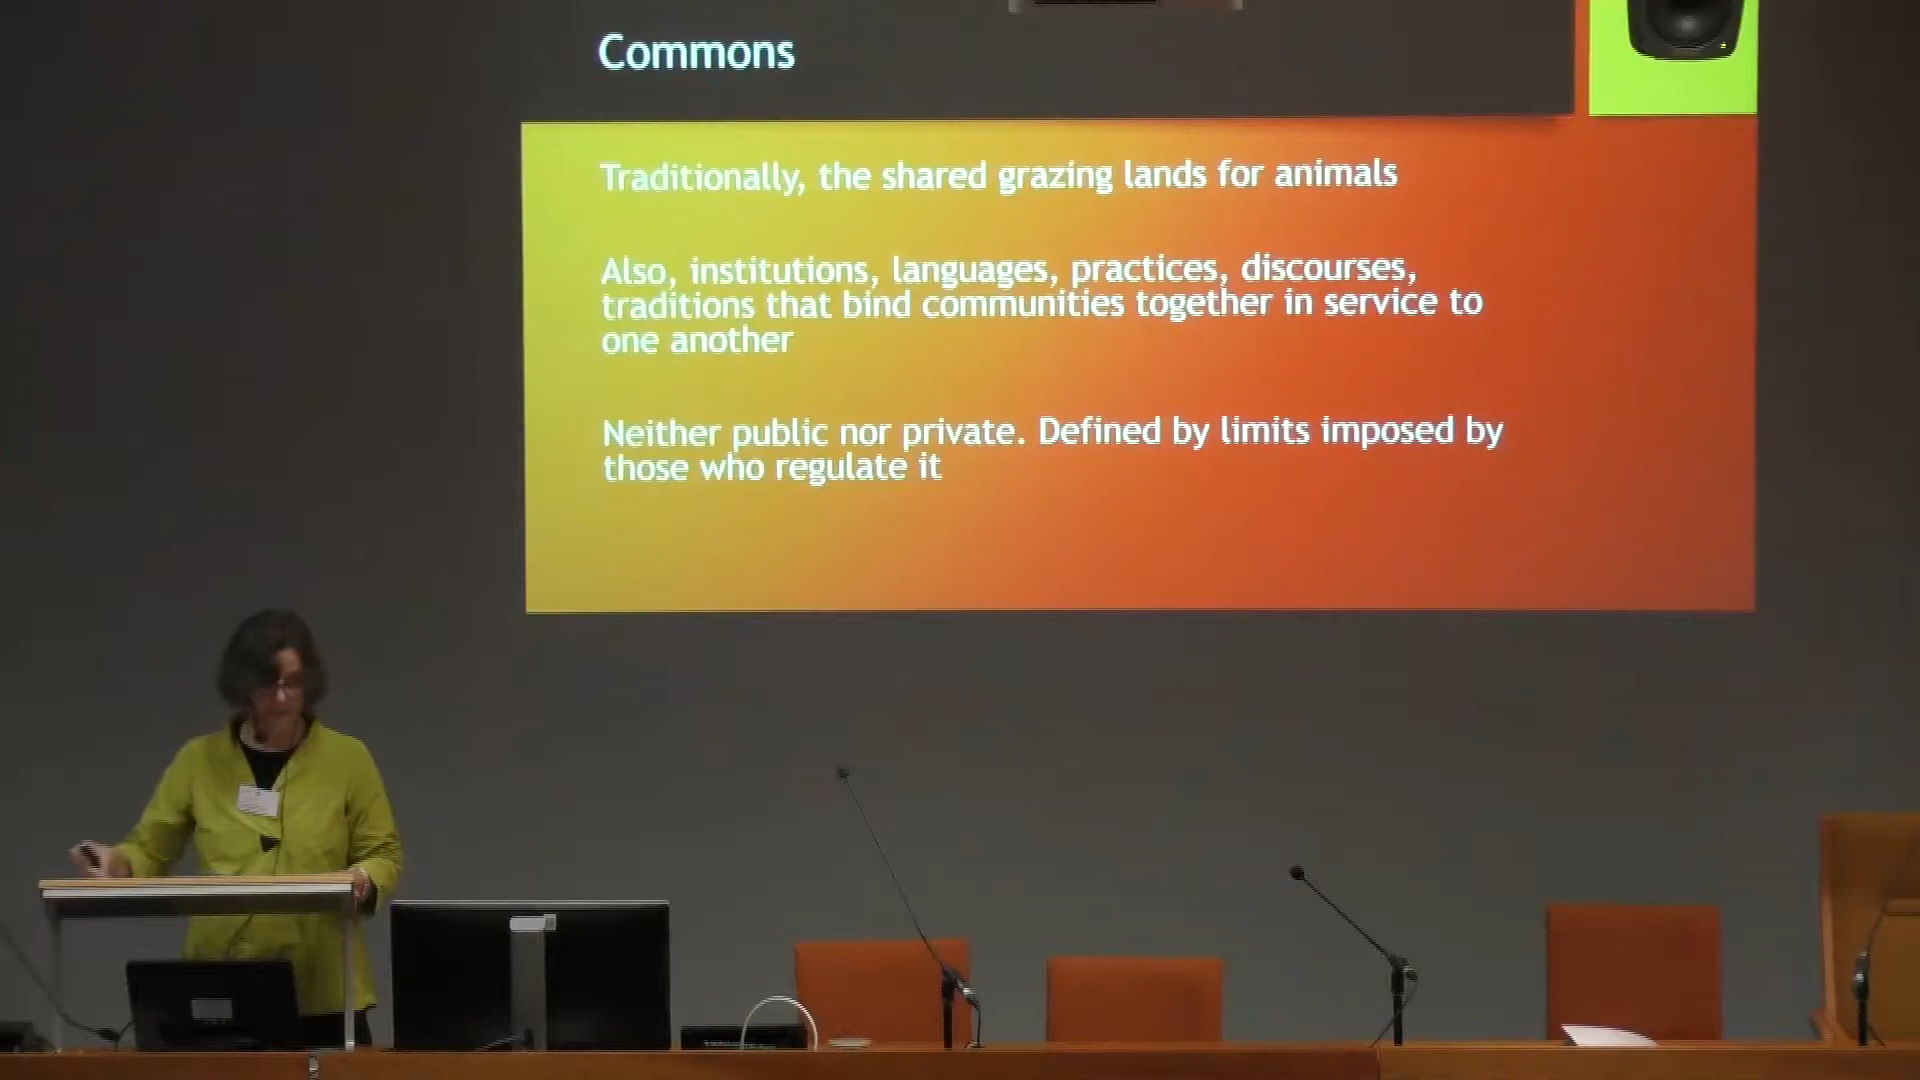 Commons
Traditionally, the shared grazing lands for animals
Also, institutions, languages, practices, discourses,
traditions that bind communities together in service to
one another
Neither public nor private. Defined by limits imposed by
those who regulate it